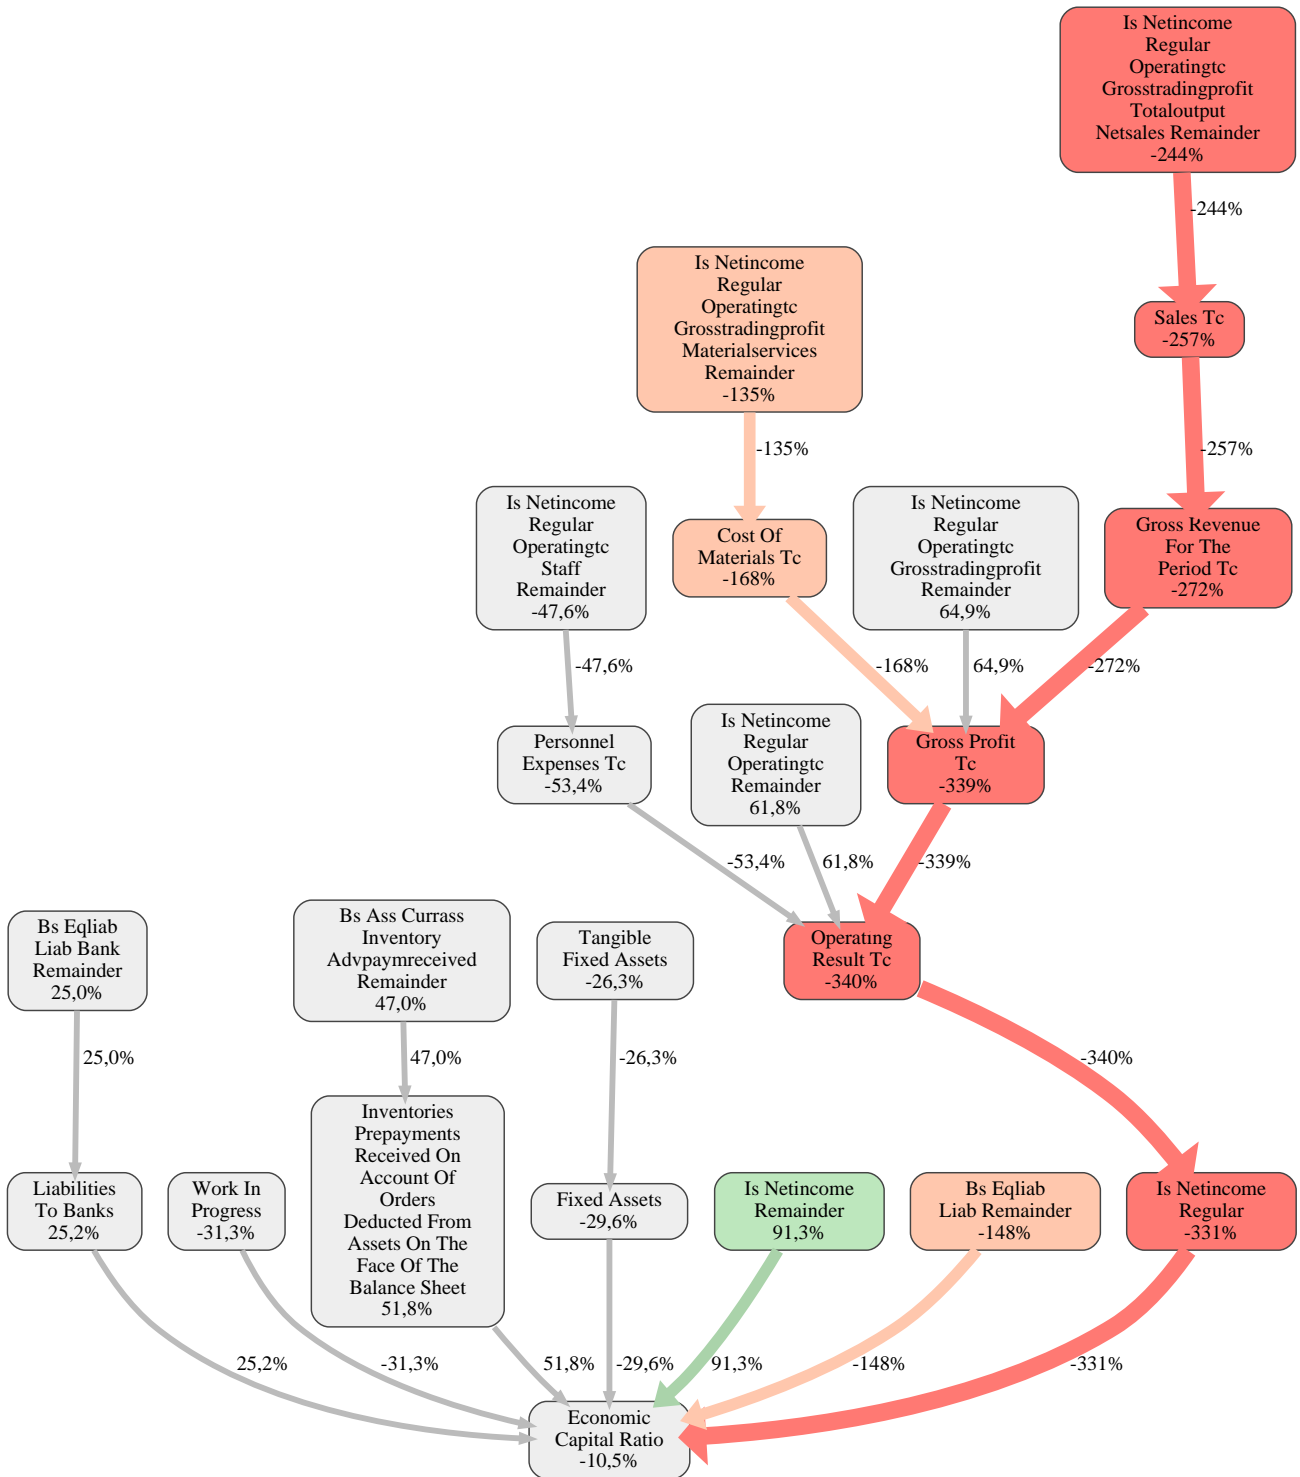 Is Netincome
Regular
Operatingtc
Grosstradingprofit
Totaloutput
Netsales Remainder
-244%
-244%
Is Netincome
Regular
Operatingtc
Grosstradingprofit
Materialservices
Remainder
-135%
Sales Tc
-257%
-135%
-257%
Is Netincome
Regular
Operatingtc
Staff
Remainder
-47,6%
Cost Of
Materials Tc
-168%
Is Netincome
Regular
Operatingtc
Grosstradingprofit
Remainder
64,9%
Gross Revenue
For The
Period Tc
-272%
-47,6%
-168%
64,9%
-272%
Personnel
Expenses Tc
-53,4%
Is Netincome
Regular
Operatingtc
Remainder
61,8%
Gross Profit
Tc
-339%
-53,4%
61,8%
-339%
Bs Eqliab
Liab Bank
Remainder
25,0%
Bs Ass Currass
Inventory
Advpaymreceived
Remainder
47,0%
Tangible
Fixed Assets
-26,3%
Operating
Result Tc
-340%
25,0%
47,0%
-26,3%
-340%
Liabilities
To Banks
25,2%
Work In
Progress
-31,3%
Inventories
Prepayments
Received On
Account Of
Orders
Deducted From
Assets On The
Face Of The
Balance Sheet
51,8%
Fixed Assets
-29,6%
Is Netincome
Remainder
91,3%
Bs Eqliab
Liab Remainder
-148%
Is Netincome
Regular
-331%
25,2%
-31,3%
51,8%
-29,6%
91,3%
-148%
-331%
Economic
Capital Ratio
-10,5%